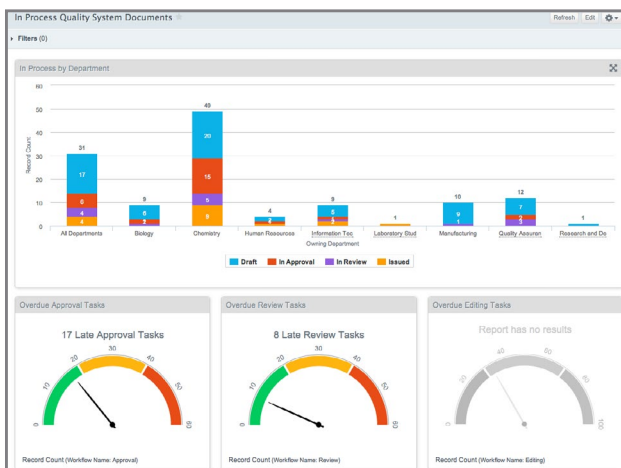 In Process Quality System Documents
Refresh Edit
Filters (0)
In Process by Department
60
50
40
30
20
10
0
Record Count
31
17
6
4
4
9
6
49
20
15
5
9
4
9
1
10
9
1
12
7
2
3
1
All Departments Biology Chemistry Human Resources Information Tec Laboratory Stud Manufacturing Quality Assuran Research and De
Owning Department
Draft In Approval In Review Issued
Overdue Approval Tasks
17 Late Approval Tasks
0 10 20 30 40 50 60
Record Count (Workflow Name: Approval)
Overdue Review Tasks
8 Late Review Tasks
0 10 20 30 40 50 60
Record Count (Workflow Name: Review)
Overdue Editing Tasks
Report has no results
0 20 40 60 80 100
Record Count (Workflow Name: Editing)